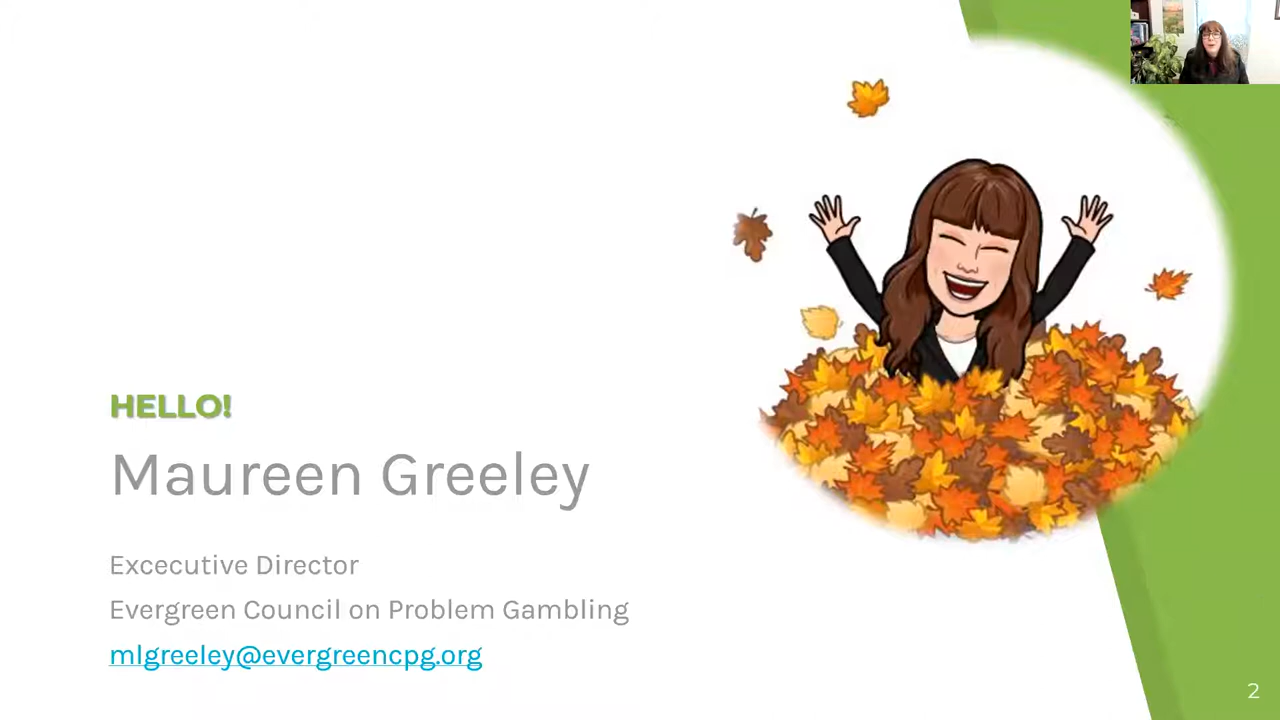 HELLO!
Maureen Greeley
Excecutive Director
Evergreen Council on Problem Gambling
mlgreeley@evergreencpg.org
2